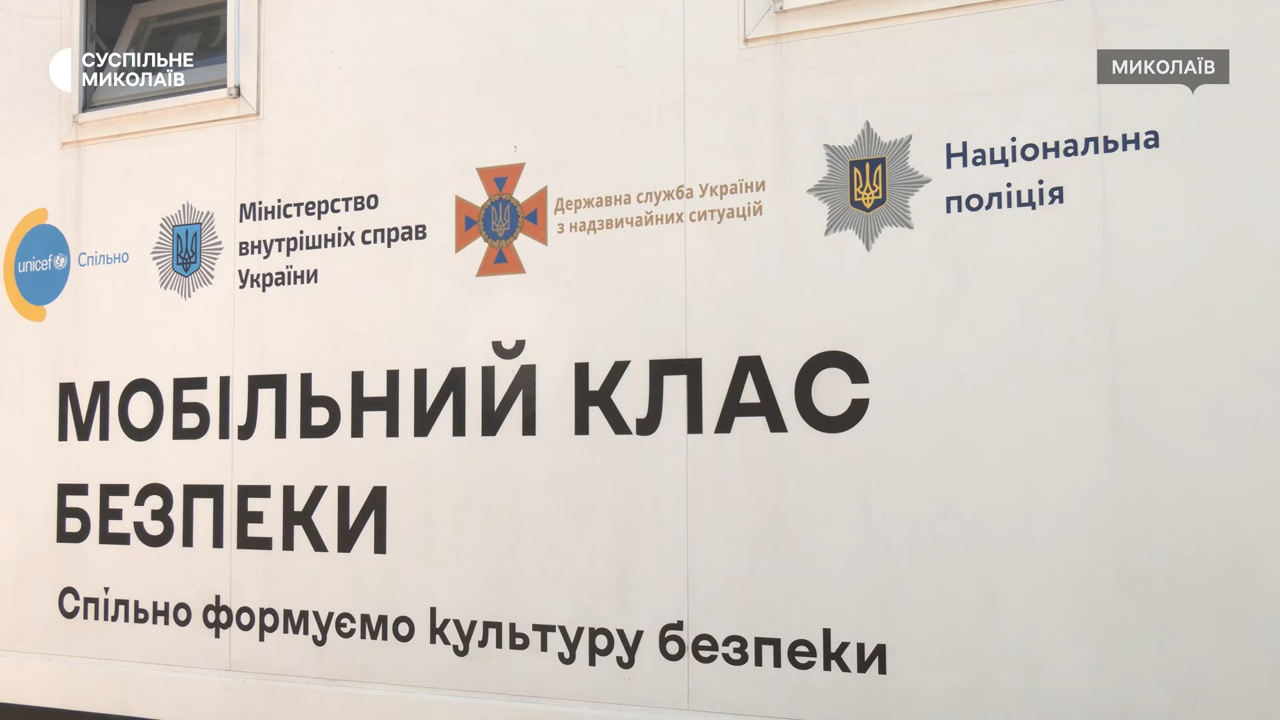 СУСПІЛЬНЕ
МИКОЛАЇВ
МИКОЛАЇВ
unicef
Спільно
Міністерство
внутрішніх справ
України
Державна служба України
з надзвичайних ситуацій
Національна
поліція
МОБІЛЬНИЙ КЛАС
БЕЗПЕКИ
Спільно формуємо культуру безпеки